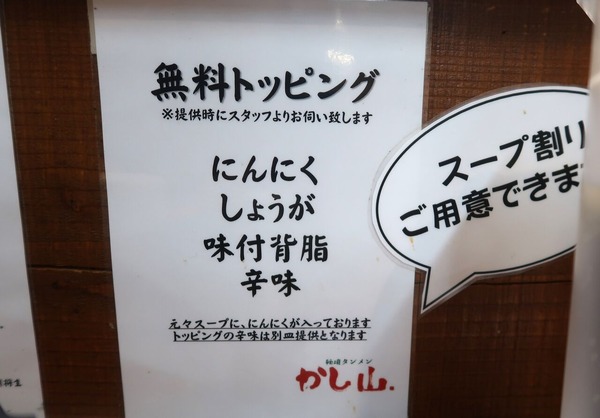 無料トッピング
※提供時にスタッフよりお伺い致します
にんにく
しょうが
味付背脂
辛味
元々スープに、にんにくが入っております
トッピングの辛味は別皿提供となります
タンメン
かし山.
スープ割り
ご用意できま